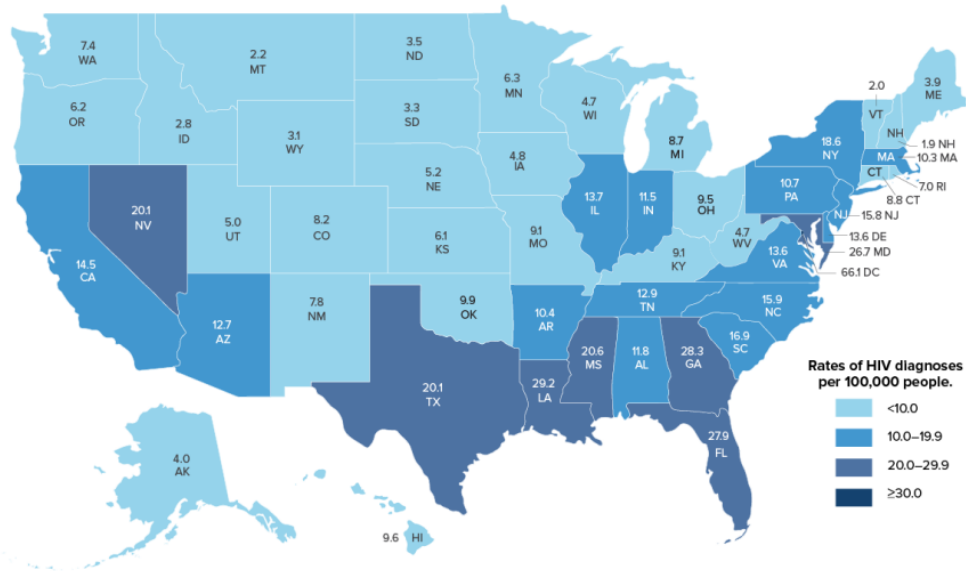 7.4
WA
2.2
MT
3.5
ND
6.3
MN
4.7
WI
8.7
MI
2.0
VT
3.9
ME
NH
1.9 NH
6.2
OR
2.8
ID
3.1
WY
3.3
SD
4.8
IA
18.6
NY
MA
10.3 MA
CT
7.0 RI
8.8 CT
20.1
NV
5.0
UT
8.2
CO
5.2
NE
6.1
KS
9.1
MO
13.7
IL
11.5
IN
9.5
OH
10.7
PA
NJ
15.8 NJ
13.6 DE
26.7 MD
66.1 DC
4.7
WV
13.6
VA
9.1
KY
14.5
CA
12.7
AZ
7.8
NM
9.9
OK
10.4
AR
12.9
TN
15.9
NC
16.9
SC
20.1
TX
29.2
LA
20.6
MS
11.8
AL
28.3
GA
27.9
FL
4.0
AK
9.6
HI
Rates of HIV diagnoses
per 100,000 people.
<10.0
10.0–19.9
20.0–29.9
≥30.0